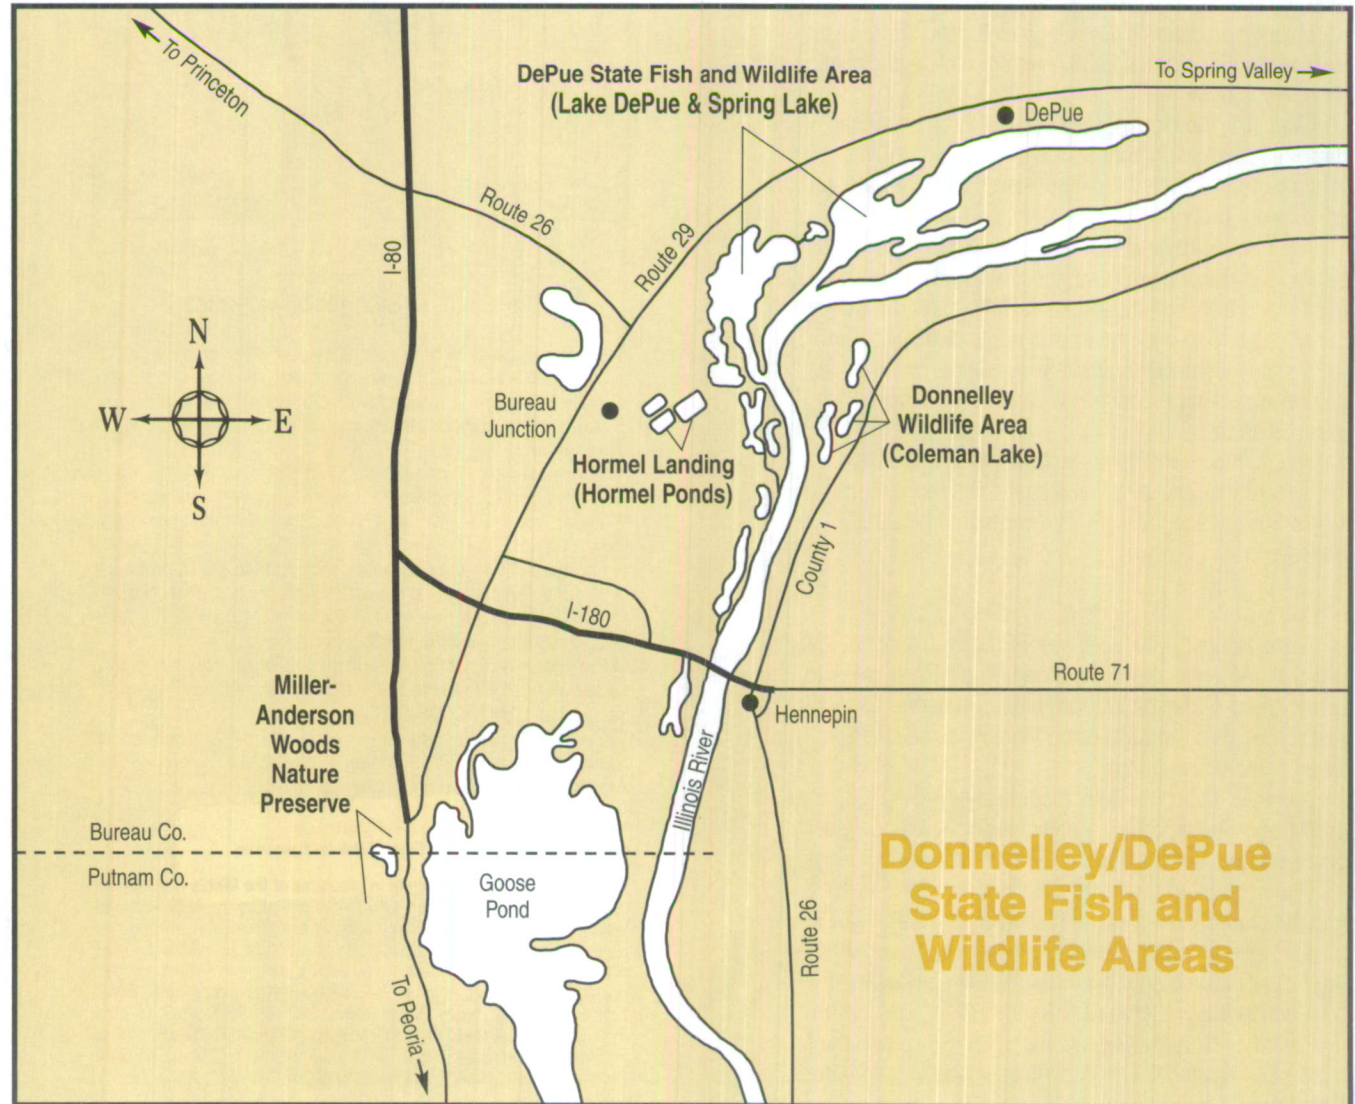 To Princeton
DePue State Fish and Wildlife Area
(Lake DePue & Spring Lake)
To Spring Valley
DePue
Route 26
Route 29
I-80
N
W
E
S
Bureau
Junction
Hormel Landing
(Hormel Ponds)
Donnelley
Wildlife Area
(Coleman Lake)
County 1
I-180
Route 71
Hennepin
Miller-
Anderson
Woods
Nature
Preserve
Illinois River
Bureau Co.
Putnam Co.
Goose
Pond
Route 26
To Peoria
Donnelley/DePue
State Fish and
Wildlife Areas